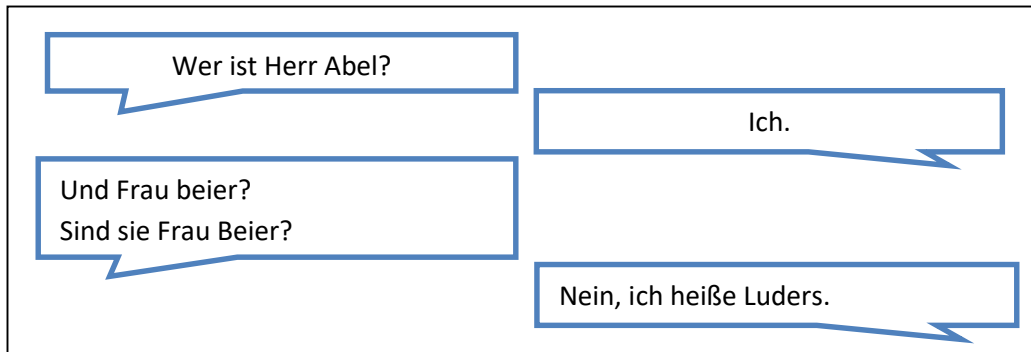 Wer ist Herr Abel?
Ich.
Und Frau beier?
Sind sie Frau Beier?
Nein, ich heiße Luders.